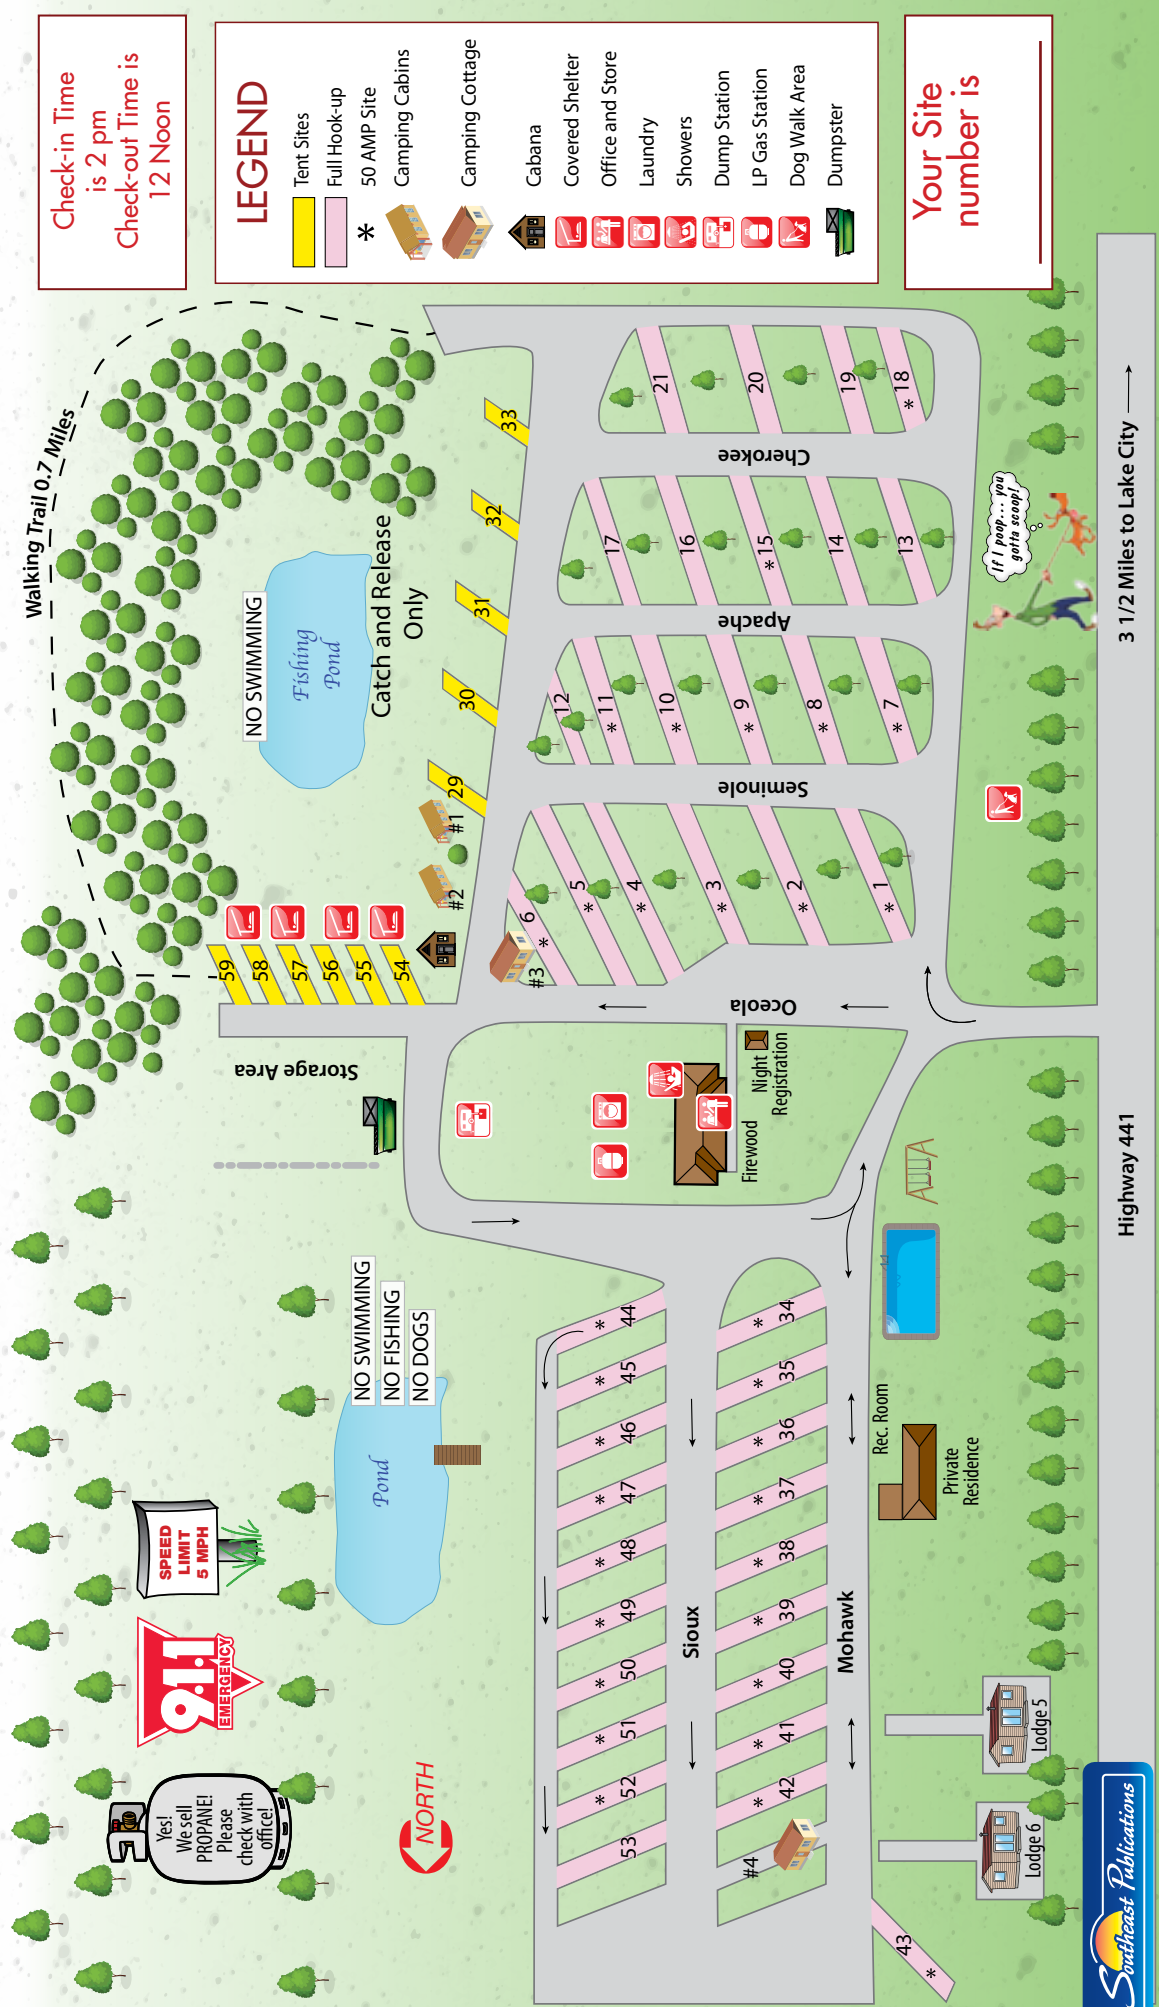 Check-in Time
is 2 pm
Check-out Time is
12 Noon
LEGEND
Tent Sites
Full Hook-up
* 50 AMP Site
Camping Cabins
Camping Cottage
Cabana
Covered Shelter
Office and Store
Laundry
Showers
Dump Station
LP Gas Station
Dog Walk Area
Dumpster
Your Site
number is
Walking Trail 0.7 Miles
NO SWIMMING
Fishing
Pond
Catch and Release
Only
33
32
31
30
29
#1
#2
59
58
57
56
55
54
Storage Area
21
20
19
18
*
Cherokee
17
16
15
*
14
13
Apache
12
11
*
10
*
9
*
8
*
7
*
Seminole
6
*
5
*
4
*
3
*
2
*
1
*
#3
Oceola
Night
Registration
Firewood
If I poop... you
gotta scoop!
3 1/2 Miles to Lake City
Highway 441
NO SWIMMING
NO FISHING
NO DOGS
Pond
SPEED
LIMIT
5 MPH
9.1.1
EMERGENCY
Yes!
We sell
PROPANE!
Please
check with
office!
NORTH
44
*
45
*
46
*
47
*
48
*
49
*
50
*
51
*
52
*
53
Sioux
34
*
35
*
36
*
37
*
38
*
39
*
40
*
41
*
42
*
#4
Mohawk
43
*
Rec. Room
Private
Residence
Lodge 5
Lodge 6
Southeast Publications